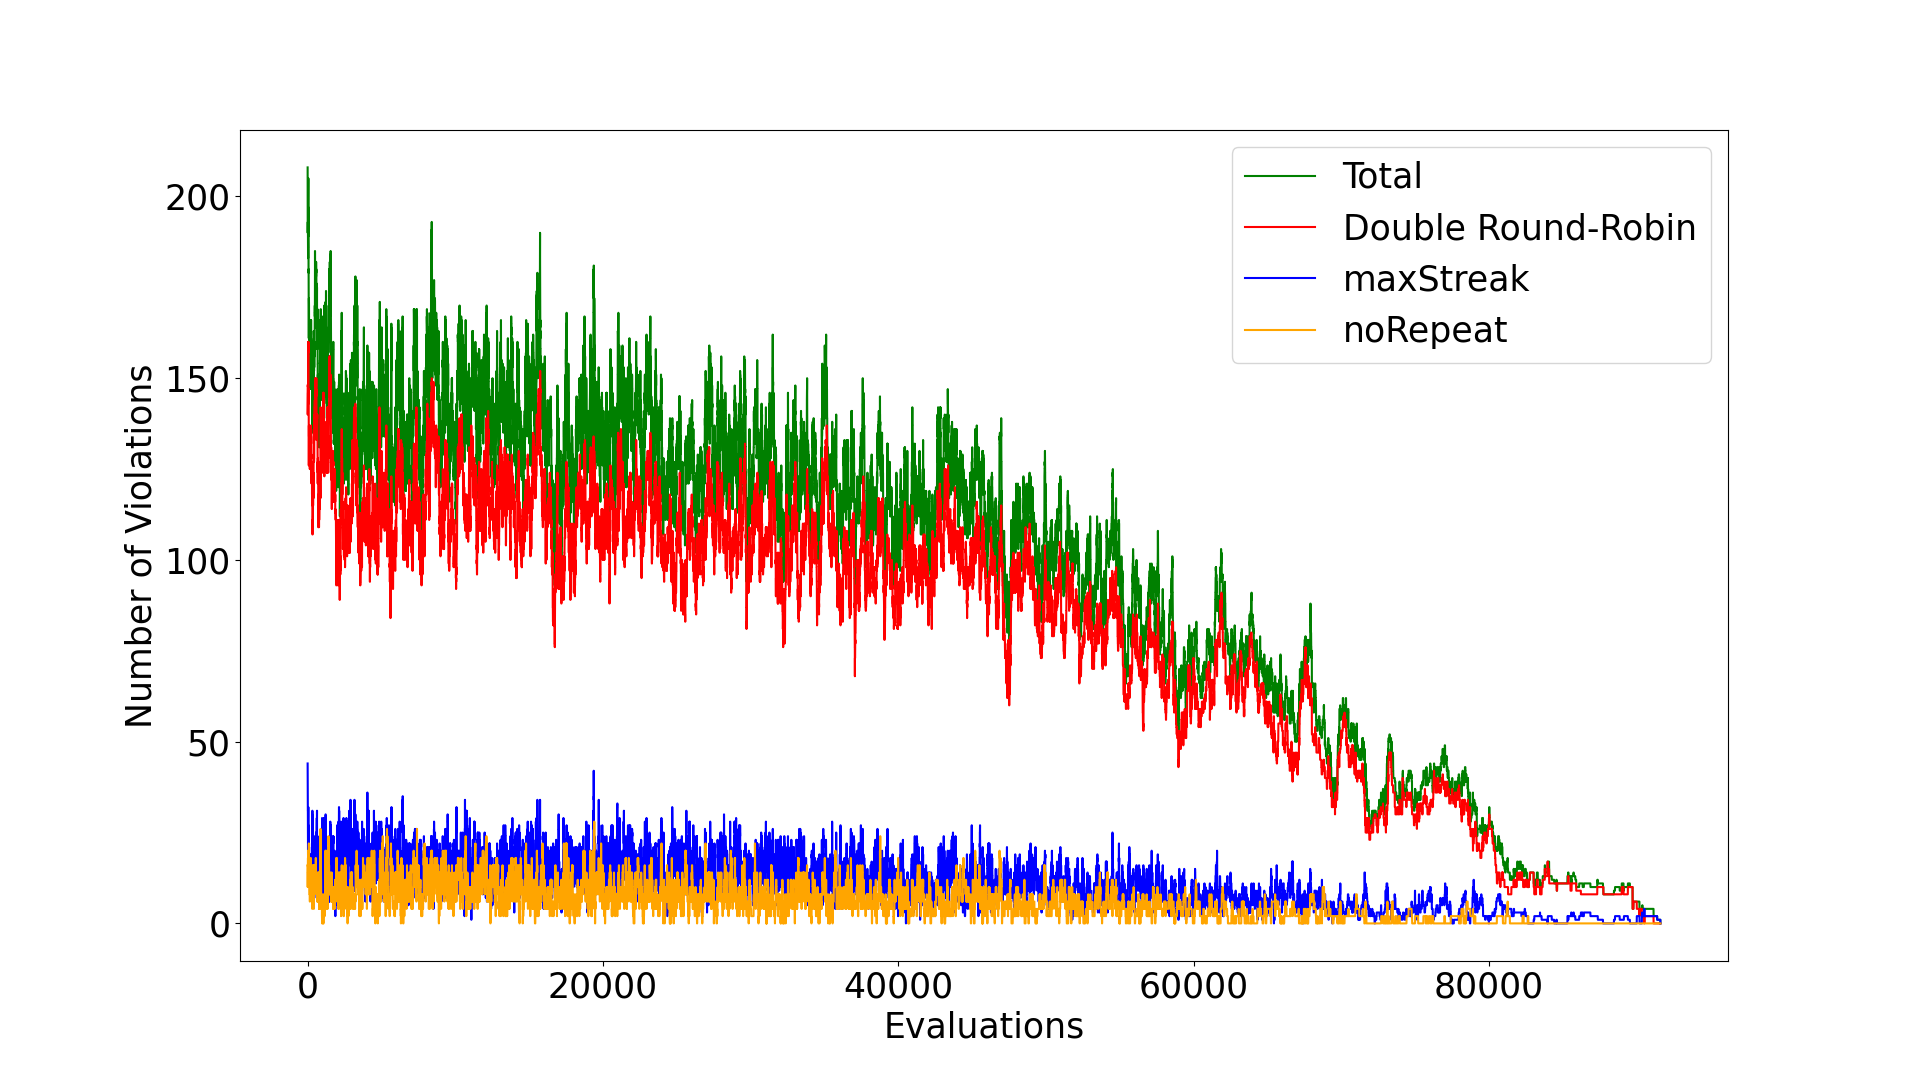 Total
Double Round-Robin
maxStreak
noRepeat
Number of Violations
200
150
100
50
0
0 20000 40000 60000 80000
Evaluations